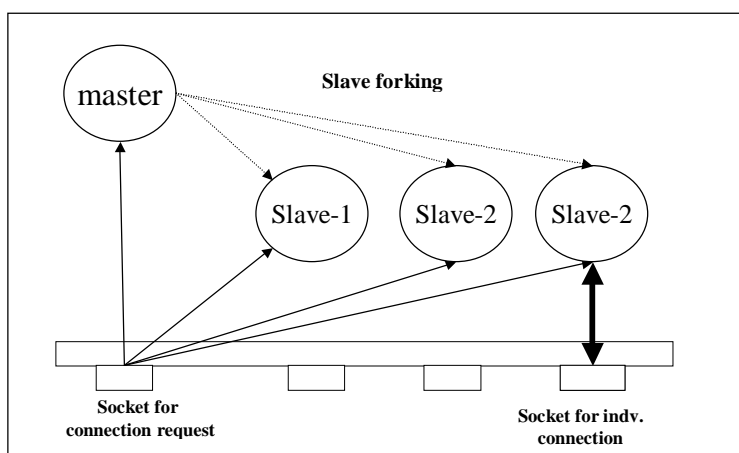 Slave forking
master
Slave-1
Slave-2
Slave-2
Socket for
connection request
Socket for indv.
connection